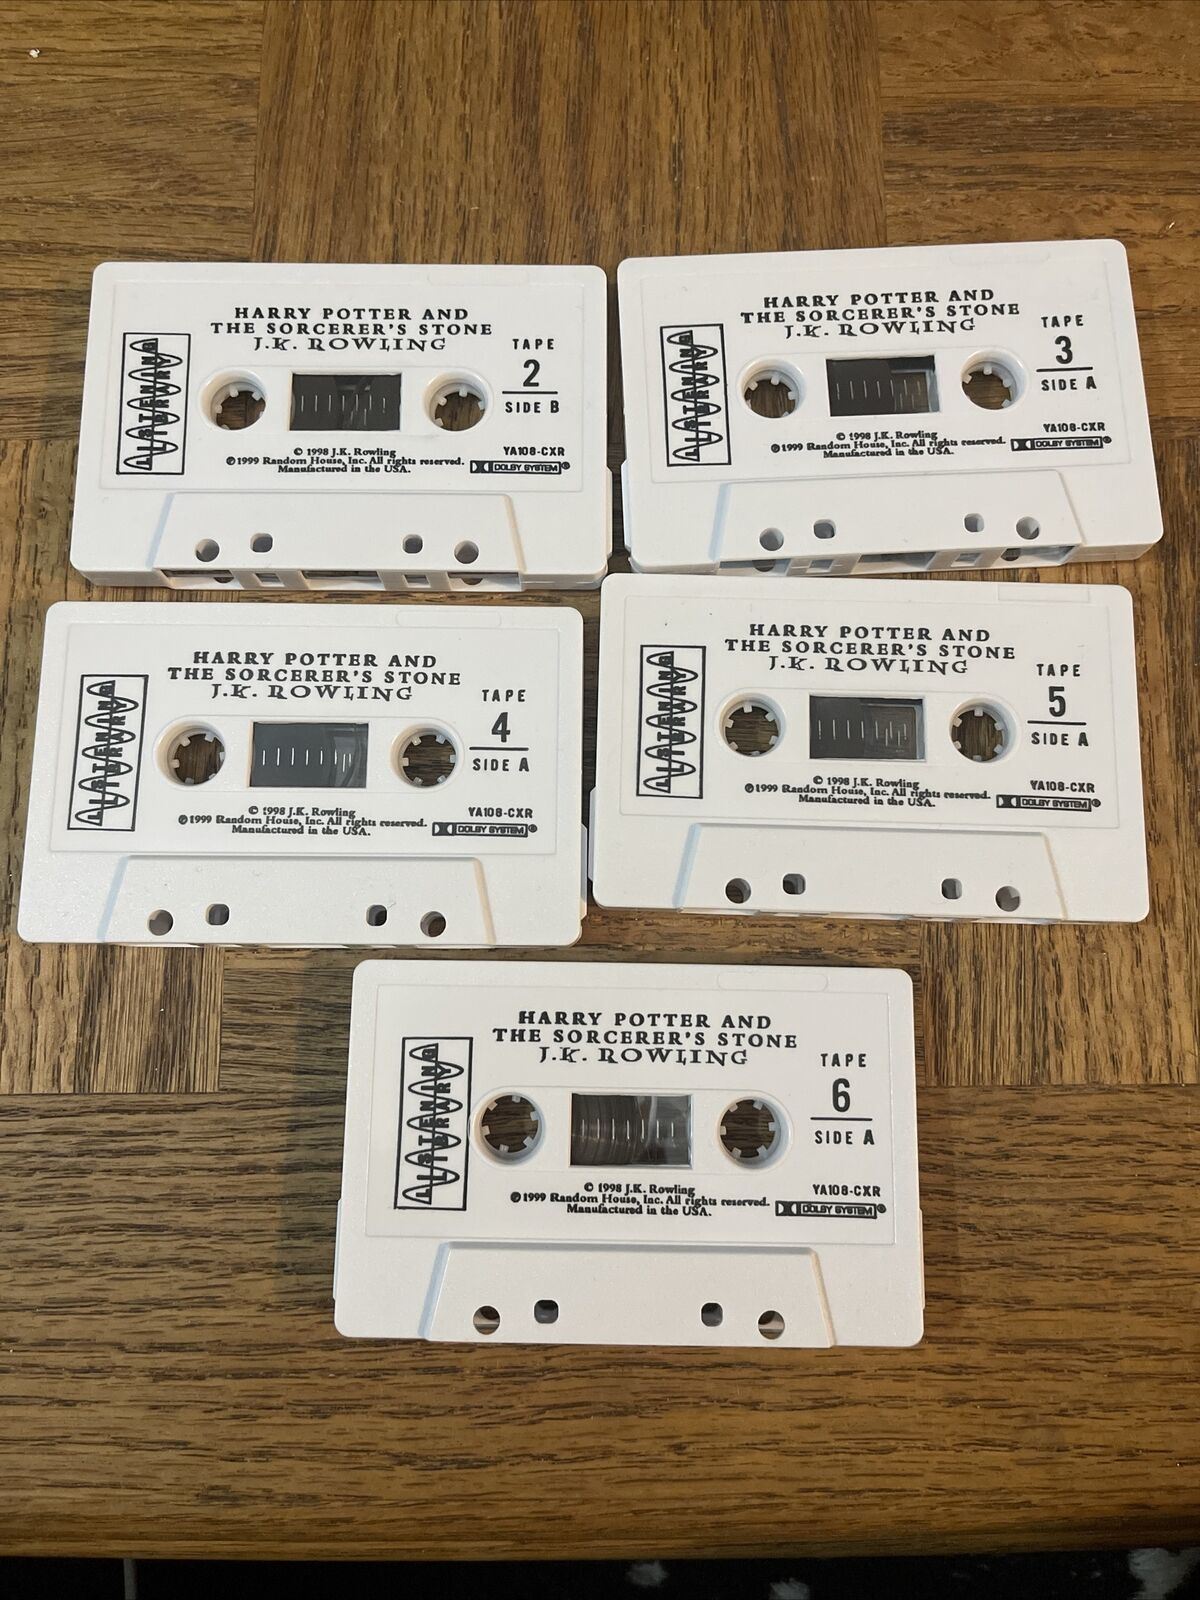 HARRY POTTER AND
THE SORCERER'S STONE
J.K. ROWLING
LISTENING
LIBRARY
TAPE
2
SIDE B
© 1998 J.K. Rowling
℗1999 Random House, Inc. All rights reserved.
Manufactured in the USA.
YA108-CXR
DOLBY SYSTEM®
HARRY POTTER AND
THE SORCERER'S STONE
J.K. ROWLING
LISTENING
LIBRARY
TAPE
3
SIDE A
© 1998 J.K. Rowling
℗1999 Random House, Inc. All rights reserved.
Manufactured in the USA.
YA108-CXR
DOLBY SYSTEM®
HARRY POTTER AND
THE SORCERER'S STONE
J.K. ROWLING
LISTENING
LIBRARY
TAPE
4
SIDE A
© 1998 J.K. Rowling
℗1999 Random House, Inc. All rights reserved.
Manufactured in the USA.
YA108-CXR
DOLBY SYSTEM®
HARRY POTTER AND
THE SORCERER'S STONE
J.K. ROWLING
LISTENING
LIBRARY
TAPE
5
SIDE A
© 1998 J.K. Rowling
℗1999 Random House, Inc. All rights reserved.
Manufactured in the USA.
YA108-CXR
DOLBY SYSTEM®
HARRY POTTER AND
THE SORCERER'S STONE
J.K. ROWLING
LISTENING
LIBRARY
TAPE
6
SIDE A
© 1998 J.K. Rowling
℗1999 Random House, Inc. All rights reserved.
Manufactured in the USA.
YA108-CXR
DOLBY SYSTEM®